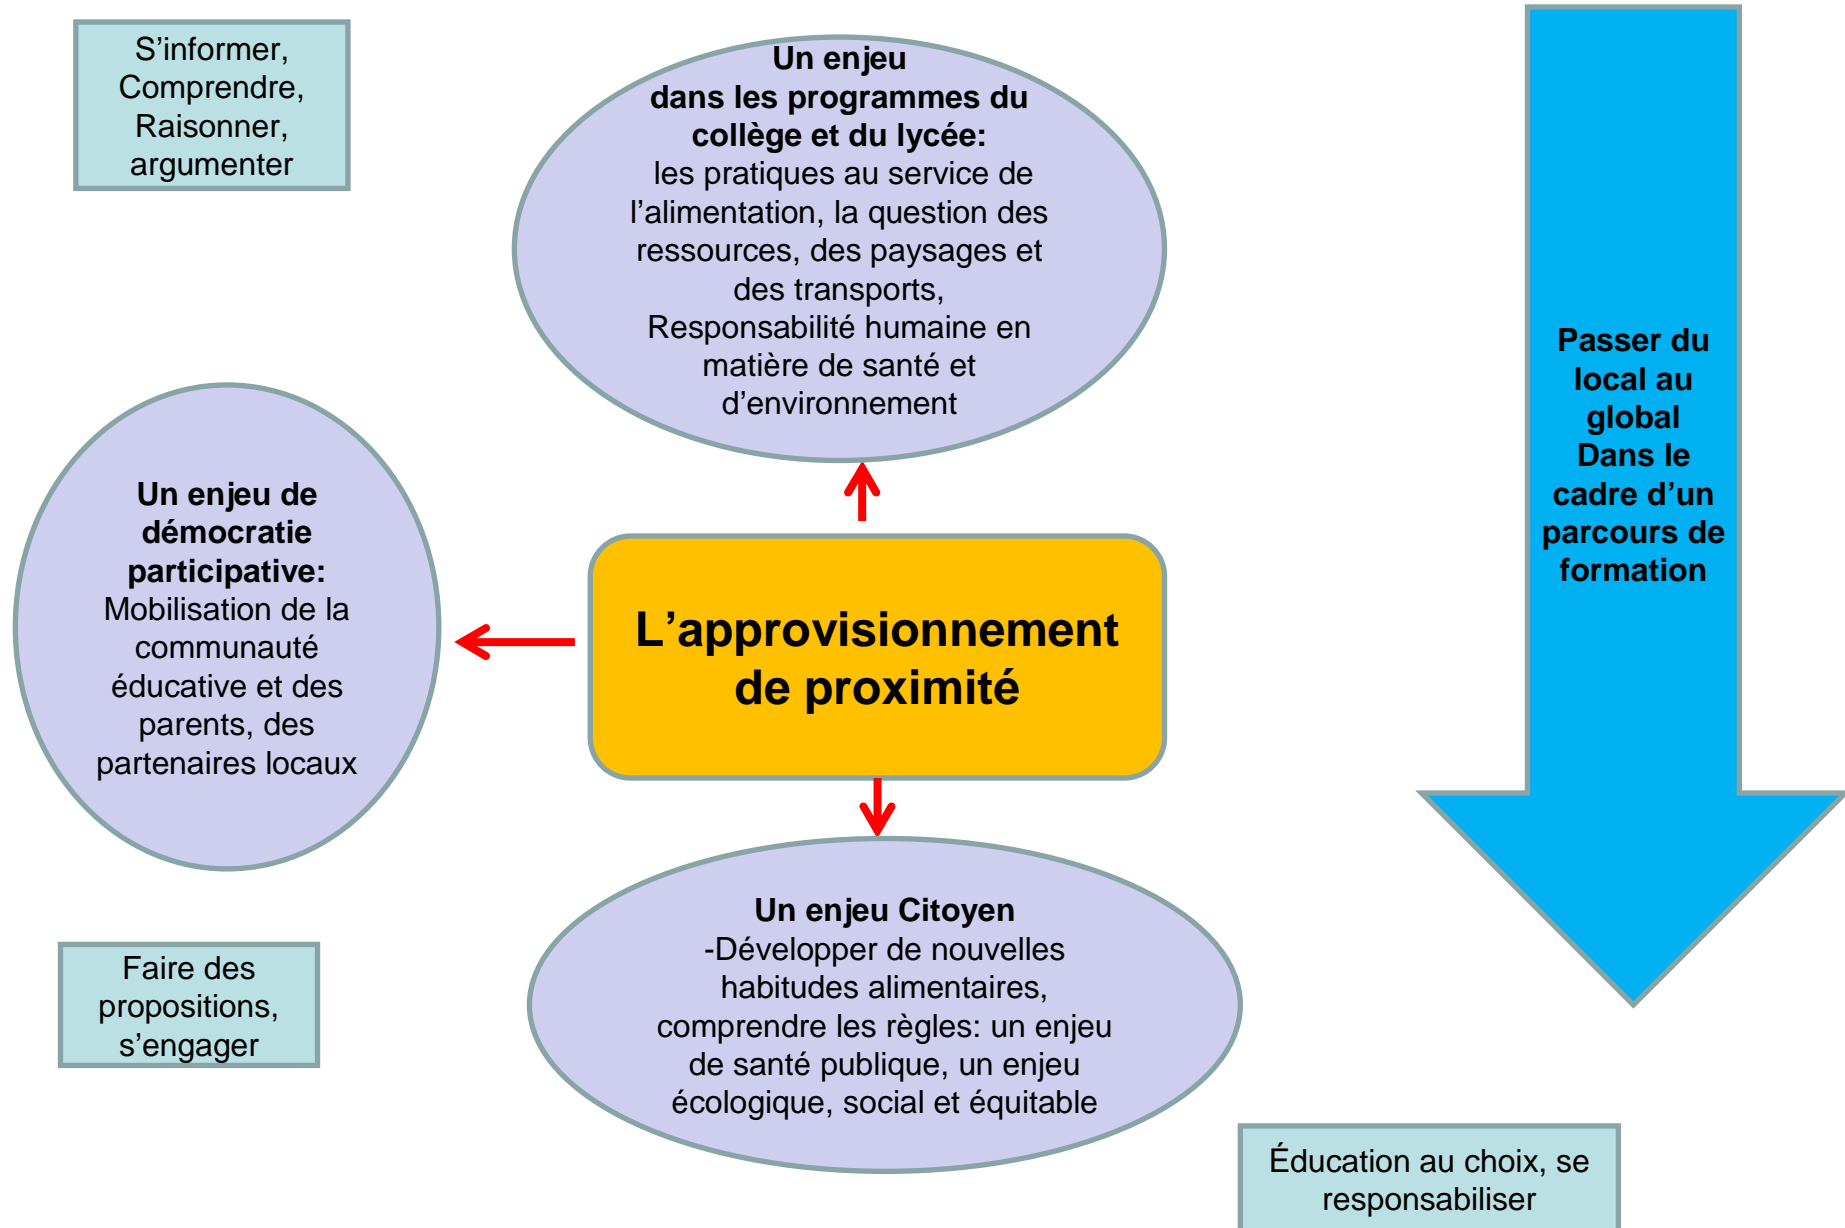 S’informer,
Comprendre,
Raisonner,
argumenter
Un enjeu
dans les programmes du
collège et du lycée:
les pratiques au service de
l’alimentation, la question des
ressources, des paysages et
des transports,
Responsabilité humaine en
matière de santé et
d’environnement
Passer du
local au
global
Dans le
cadre d’un
parcours de
formation
Un enjeu de
démocratie
participative:
Mobilisation de la
communauté
éducative et des
parents, des
partenaires locaux
L’approvisionnement
de proximité
Un enjeu Citoyen
-Développer de nouvelles
habitudes alimentaires,
comprendre les règles: un enjeu
de santé publique, un enjeu
écologique, social et équitable
Faire des
propositions,
s’engager
Éducation au choix, se
responsabiliser